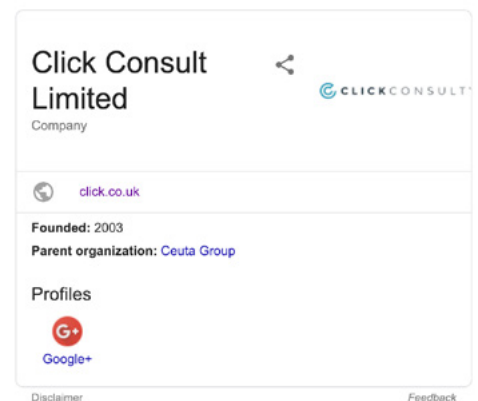 Click Consult
Limited
Company
CLICKCONSULT
click.co.uk
Founded: 2003
Parent organization: Ceuta Group
Profiles
G+
Google+
Disclaimer
Feedback